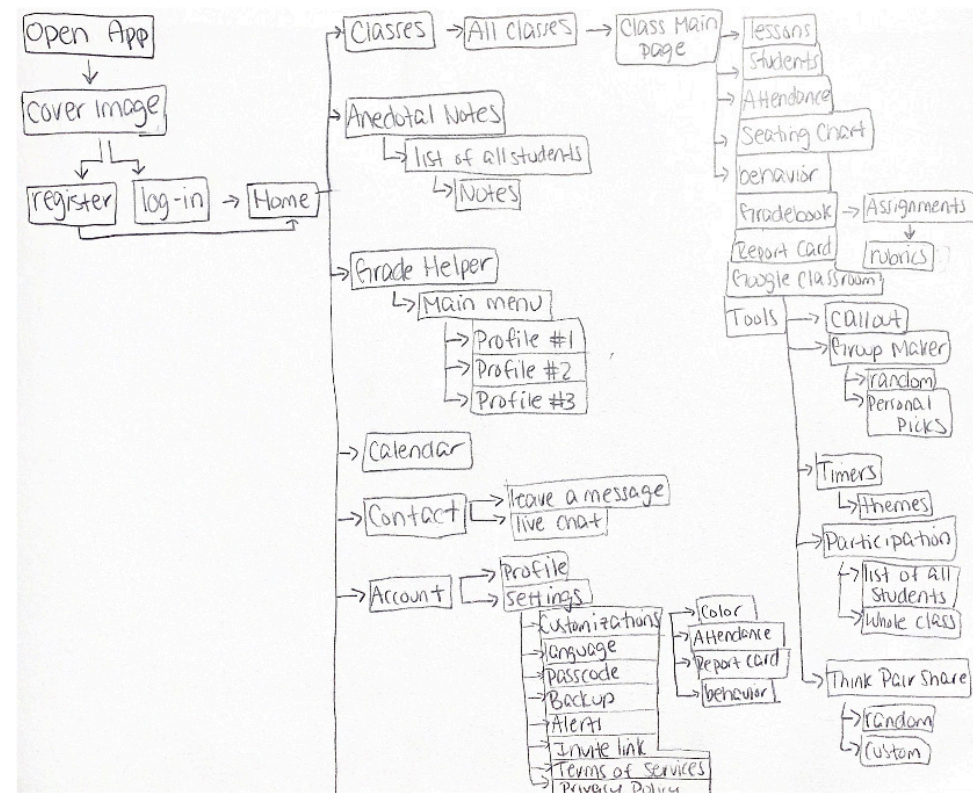 Open App
Cover Image
register
log-in
Home
Classes
All Classes
Class Main
page
lessons
Students
Attendance
Seating Chart
behavior
Gradebook
Assignments
rubrics
Report Card
Google Classroom
Tools
Callout
Group Maker
random
Personal
Picks
Timers
themes
Participation
list of all
Students
Whole class
Think Pair Share
random
Custom
Anedotal Notes
list of all students
Notes
Grade Helper
Main menu
Profile #1
Profile #2
Profile #3
Calendar
Contact
leave a message
live chat
Account
Profile
Settings
Customizations
Color
Attendance
Report Card
behavior
language
passcode
Backup
Alert
Invite link
Terms of Services
Privacy Policy